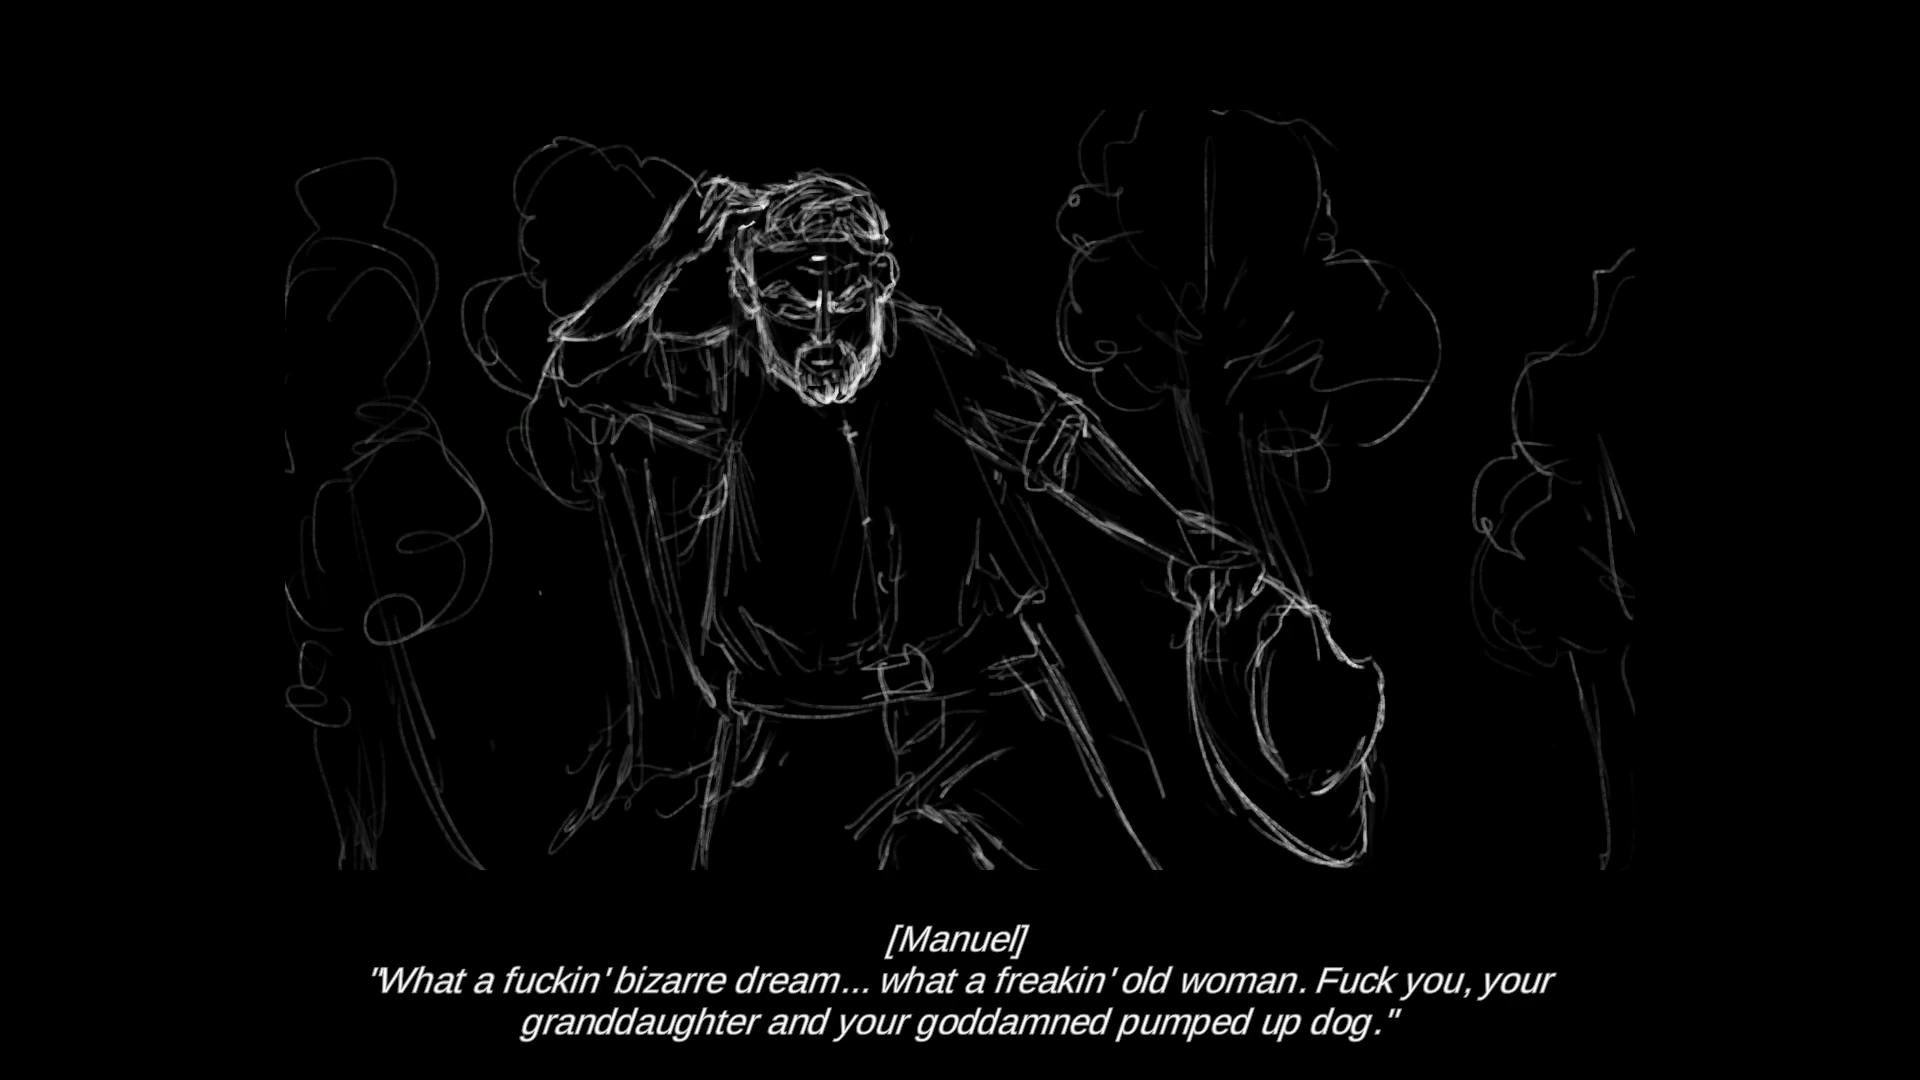 [Manuel]
"What a fuckin' bizarre dream... what a freakin' old woman. Fuck you, your
granddaughter and your goddamned pumped up dog."